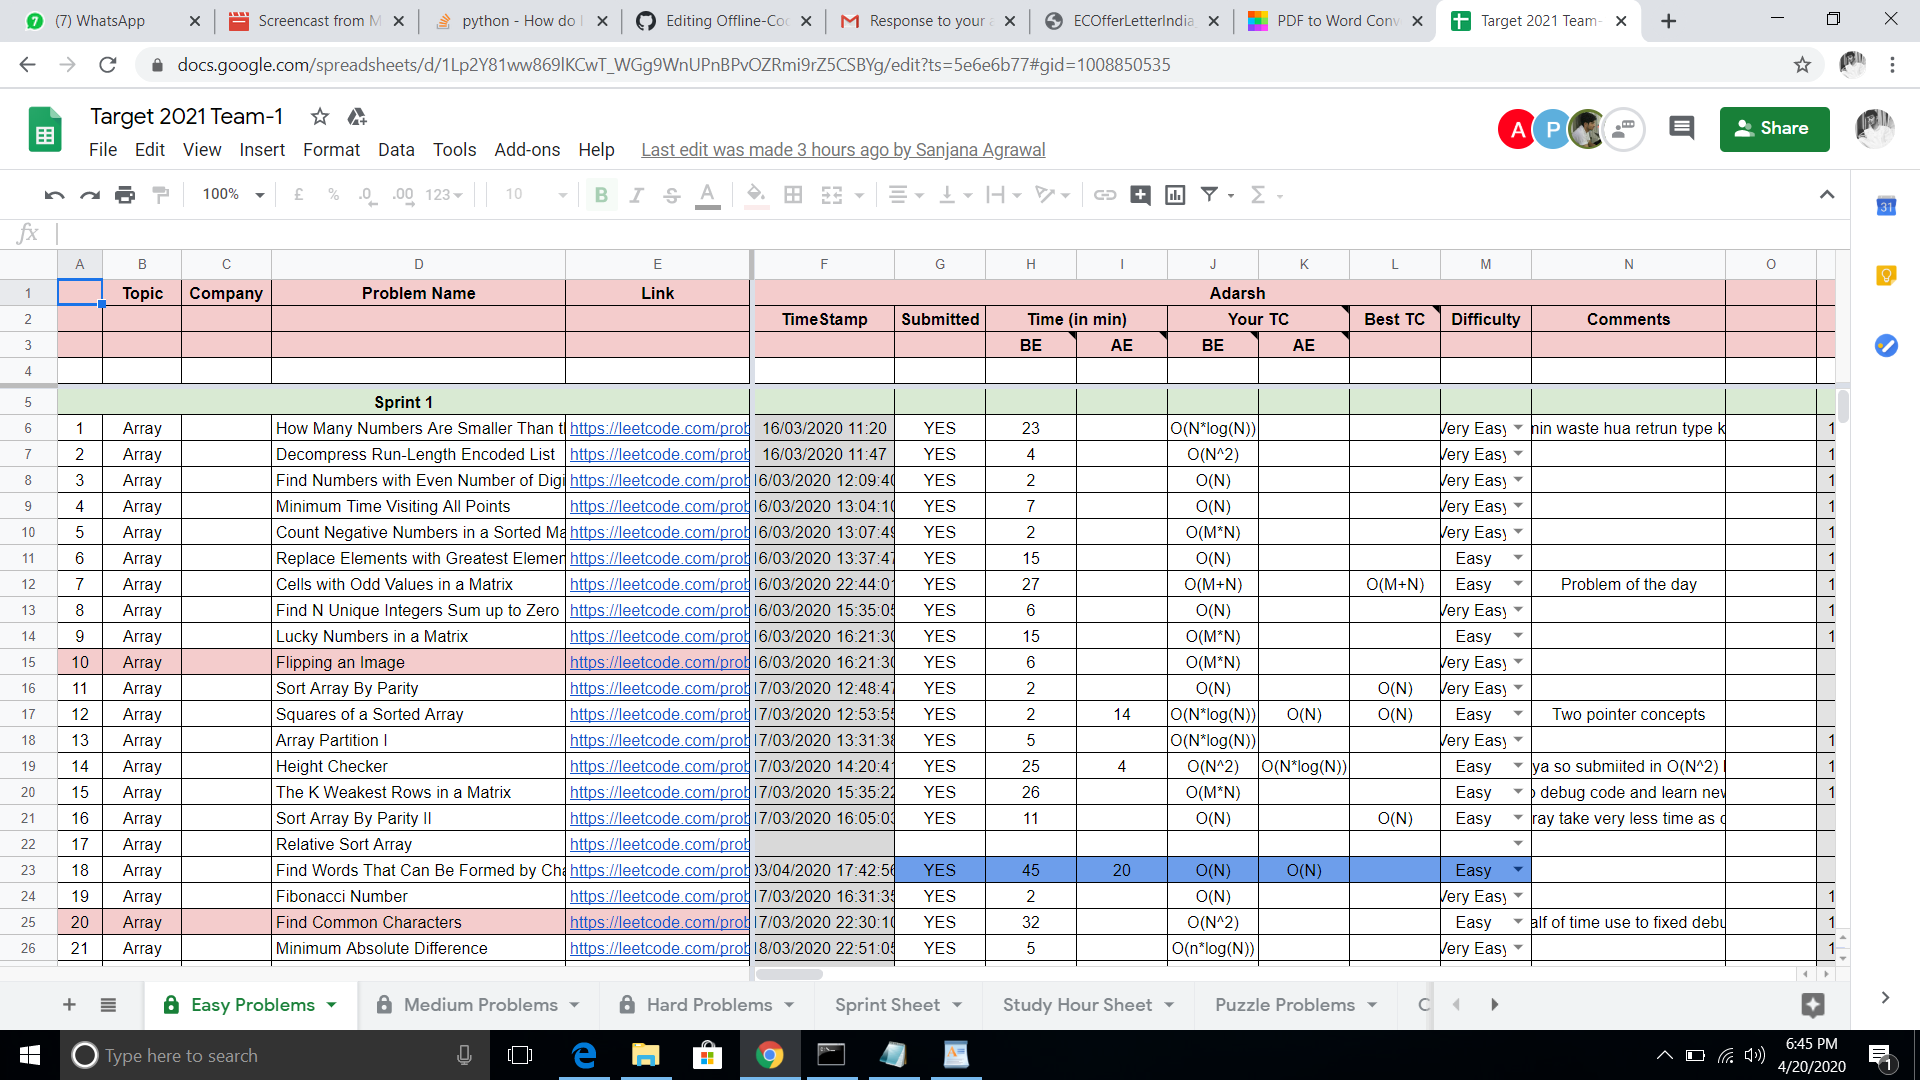 (7) WhatsApp
Screencast from M
python - How do I
Editing Offline-Co
Response to your a
ECOfferLetterIndia
PDF to Word Conv
Target 2021 Team-
docs.google.com/spreadsheets/d/1Lp2Y81ww869lKCwT_WGg9WnUPnBPvOZRmi9rZ5CSBYg/edit?ts=5e6e6b77#gid=1008850535
Target 2021 Team-1
A P
Share
File Edit View Insert Format Data Tools Add-ons Help Last edit was made 3 hours ago by Sanjana Agrawal
100% £ % .0 .00 123 10 B I S A Σ
31
fx
A B C D E F G H I J K L M N O
1 Topic Company Problem Name Link Adarsh
2 TimeStamp Submitted Time (in min) Your TC Best TC Difficulty Comments
3 BE AE BE AE
4
5 Sprint 1
6 1 Array How Many Numbers Are Smaller Than t https://leetcode.com/prob 16/03/2020 11:20 YES 23 O(N*log(N)) Very Easy min waste hua retrun type k 1
7 2 Array Decompress Run-Length Encoded List https://leetcode.com/prob 16/03/2020 11:47 YES 4 O(N^2) Very Easy 1
8 3 Array Find Numbers with Even Number of Digi https://leetcode.com/prob 16/03/2020 12:09:40 YES 2 O(N) Very Easy 1
9 4 Array Minimum Time Visiting All Points https://leetcode.com/prob 16/03/2020 13:04:10 YES 7 O(N) Very Easy 1
10 5 Array Count Negative Numbers in a Sorted Ma https://leetcode.com/prob 16/03/2020 13:07:49 YES 2 O(M*N) Very Easy 1
11 6 Array Replace Elements with Greatest Elemen https://leetcode.com/prob 16/03/2020 13:37:47 YES 15 O(N) Easy 1
12 7 Array Cells with Odd Values in a Matrix https://leetcode.com/prob 16/03/2020 22:44:01 YES 27 O(M+N) O(M+N) Easy Problem of the day 1
13 8 Array Find N Unique Integers Sum up to Zero https://leetcode.com/prob 16/03/2020 15:35:05 YES 6 O(N) Very Easy 1
14 9 Array Lucky Numbers in a Matrix https://leetcode.com/prob 16/03/2020 16:21:30 YES 15 O(M*N) Easy 1
15 10 Array Flipping an Image https://leetcode.com/prob 16/03/2020 16:21:30 YES 6 O(M*N) Very Easy
16 11 Array Sort Array By Parity https://leetcode.com/prob 17/03/2020 12:48:47 YES 2 O(N) O(N) Very Easy
17 12 Array Squares of a Sorted Array https://leetcode.com/prob 17/03/2020 12:53:55 YES 2 14 O(N*log(N)) O(N) O(N) Easy Two pointer concepts
18 13 Array Array Partition I https://leetcode.com/prob 17/03/2020 13:31:38 YES 5 O(N*log(N)) Very Easy 1
19 14 Array Height Checker https://leetcode.com/prob 17/03/2020 14:20:41 YES 25 4 O(N^2) O(N*log(N)) Easy ya so submiited in O(N^2) 1
20 15 Array The K Weakest Rows in a Matrix https://leetcode.com/prob 17/03/2020 15:35:22 YES 26 O(M*N) Easy o debug code and learn new 1
21 16 Array Sort Array By Parity II https://leetcode.com/prob 17/03/2020 16:05:03 YES 11 O(N) O(N) Easy ray take very less time as 1
22 17 Array Relative Sort Array https://leetcode.com/prob
23 18 Array Find Words That Can Be Formed by Cha https://leetcode.com/prob 03/04/2020 17:42:56 YES 45 20 O(N) O(N) Easy
24 19 Array Fibonacci Number https://leetcode.com/prob 17/03/2020 16:31:35 YES 2 O(N) Very Easy 1
25 20 Array Find Common Characters https://leetcode.com/prob 17/03/2020 22:30:10 YES 32 O(N^2) Easy alf of time use to fixed debu 1
26 21 Array Minimum Absolute Difference https://leetcode.com/prob 18/03/2020 22:51:05 YES 5 O(n*log(N)) Very Easy 1
Easy Problems Medium Problems Hard Problems Sprint Sheet Study Hour Sheet Puzzle Problems C
Type here to search
6:45 PM
4/20/2020
1